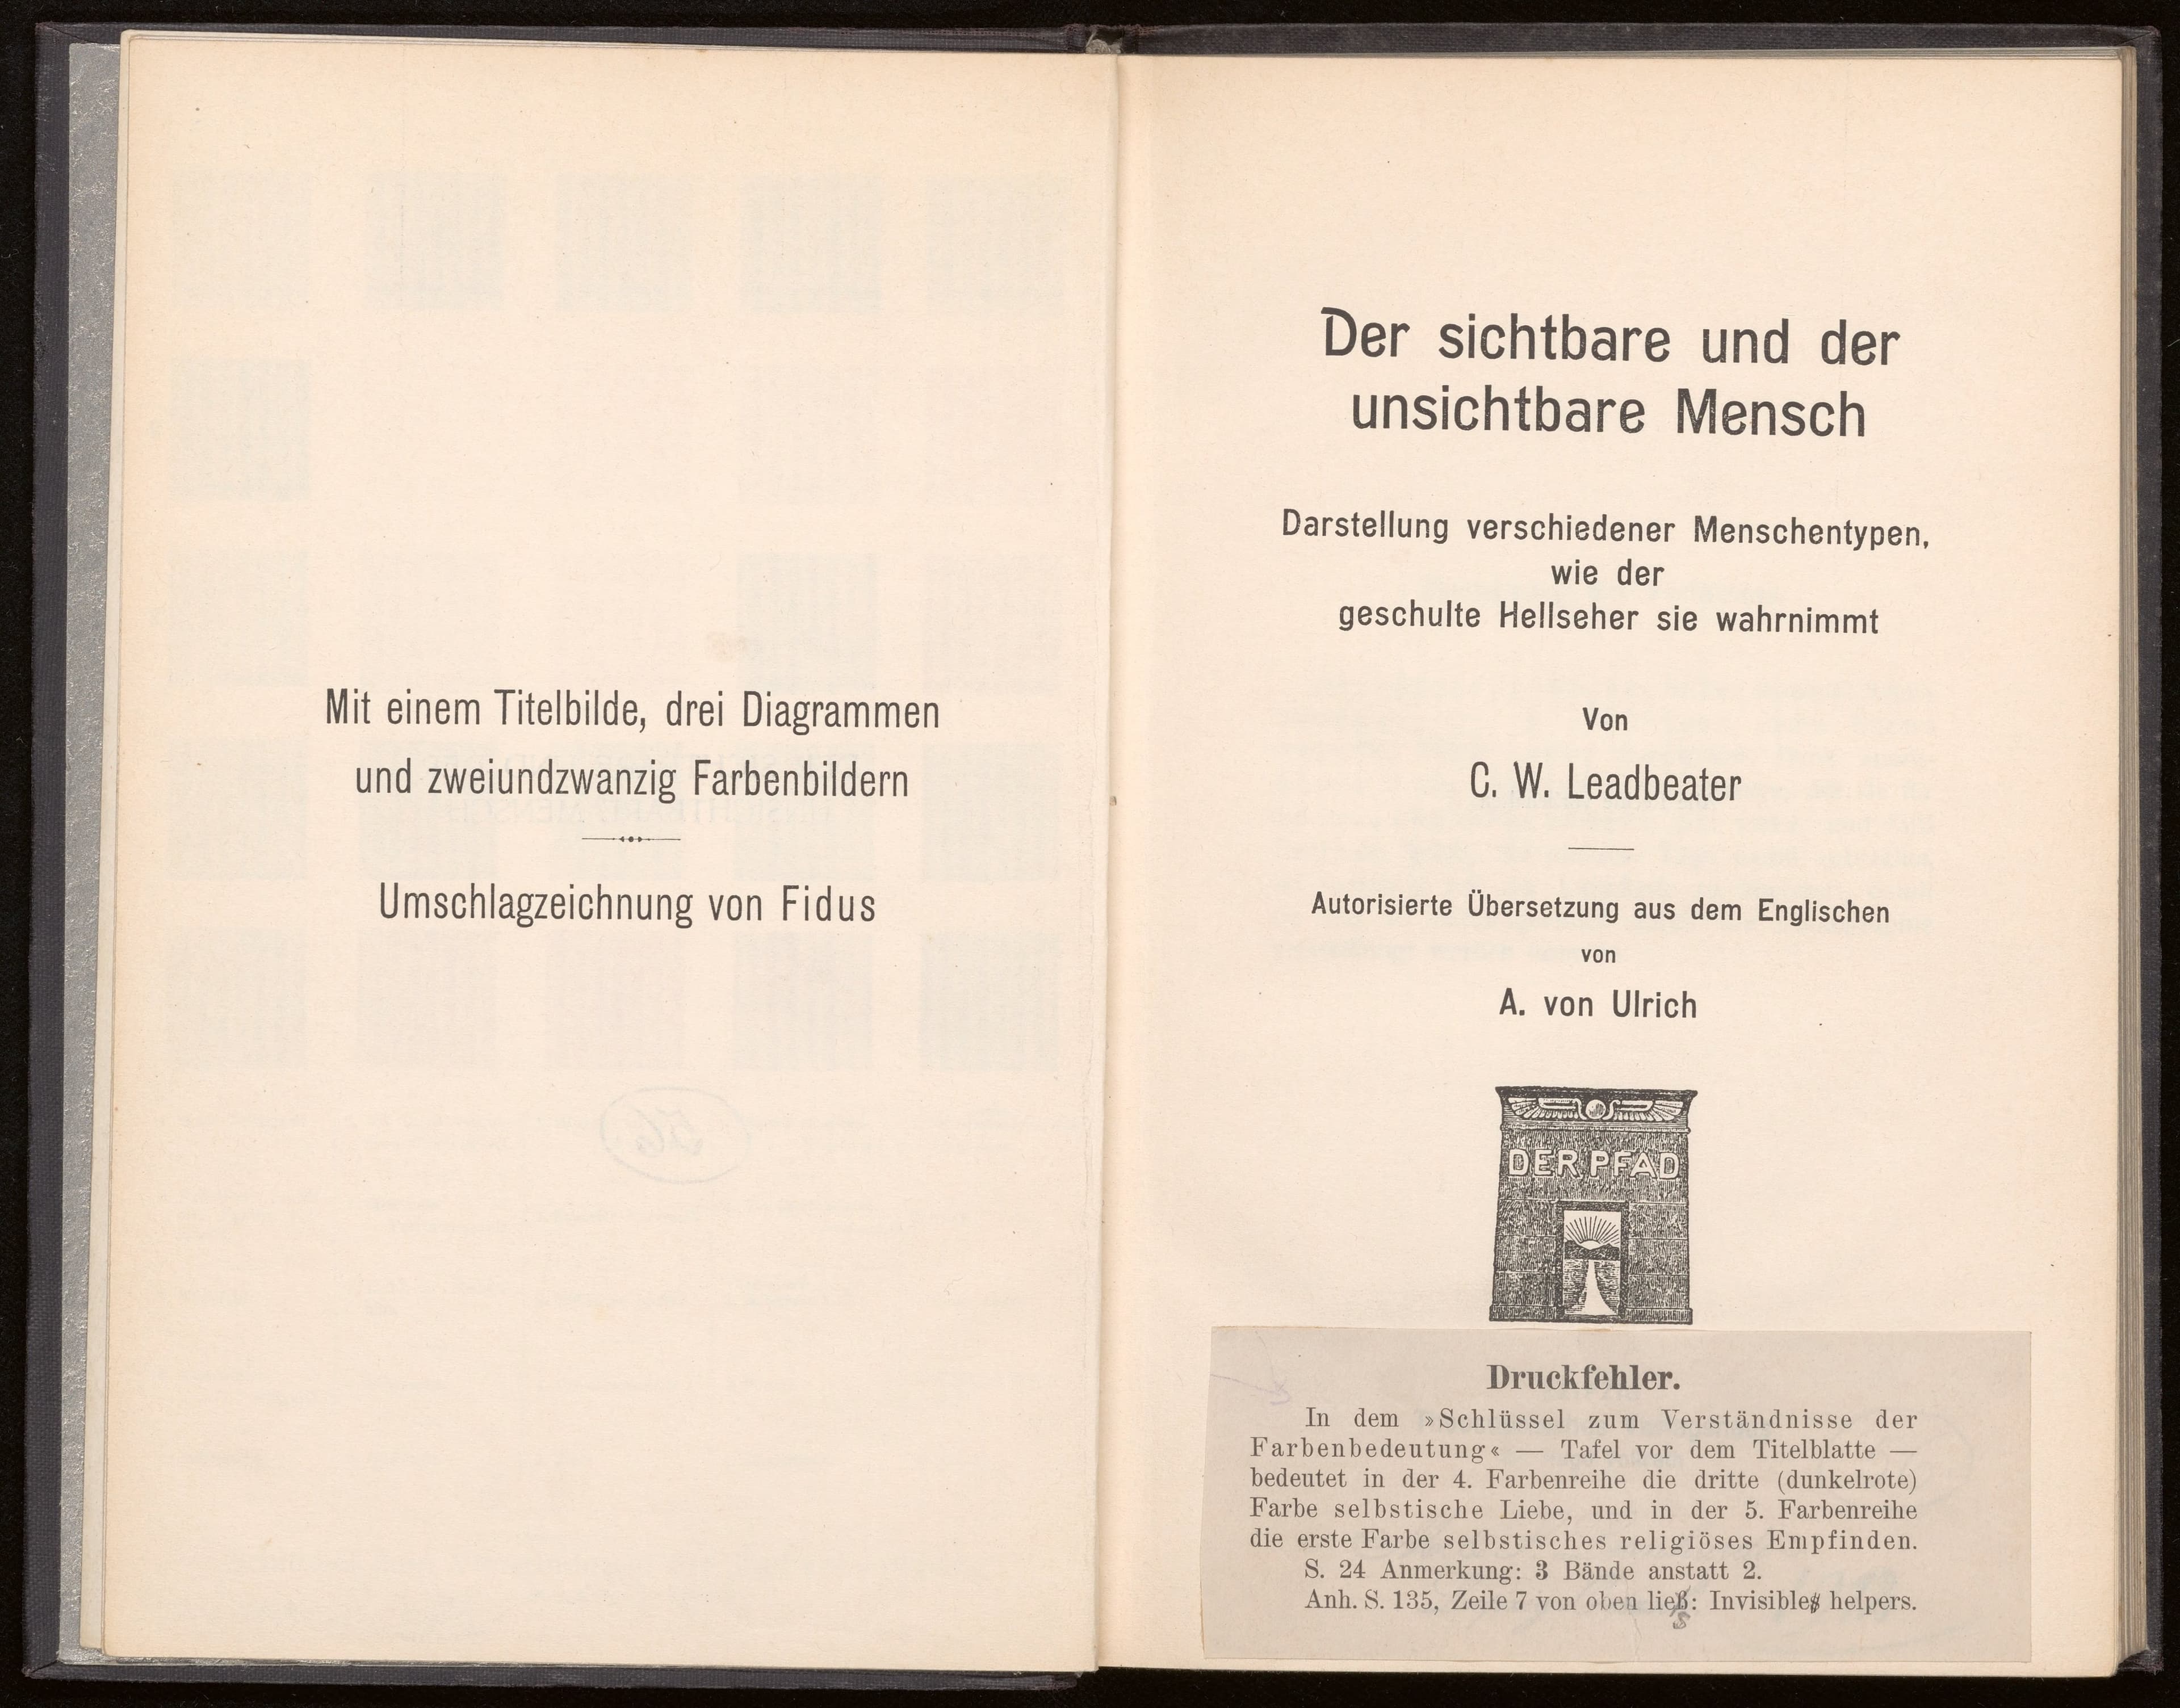 Mit einem Titelbilde, drei Diagrammen
und zweiundzwanzig Farbenbildern
Umschlagzeichnung von Fidus
Der sichtbare und der
unsichtbare Mensch
Darstellung verschiedener Menschentypen,
wie der
geschulte Hellseher sie wahrnimmt
Von
C. W. Leadbeater
Autorisierte Übersetzung aus dem Englischen
von
A. von Ulrich
DER PFAD
Druckfehler.
In dem »Schlüssel zum Verständnisse der
Farbenbedeutung« — Tafel vor dem Titelblatte —
bedeutet in der 4. Farbenreihe die dritte (dunkelrote)
Farbe selbstische Liebe, und in der 5. Farbenreihe
die erste Farbe selbstisches religiöses Empfinden.
S. 24 Anmerkung: 3 Bände anstatt 2.
Anh. S. 135, Zeile 7 von oben ließ: Invisibles helpers.
s